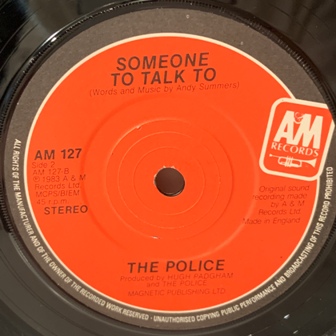 SOMEONE
TO TALK TO
(Words and Music by Andy Summers)
A&M
RECORDS
AM 127
Side 2
AM 127-B
℗ 1983 A & M
Records Ltd.
MCPS/BIEM
45 r.p.m.
STEREO
Original sound
recording made
by A & M
Records Ltd.
Made in England
THE POLICE
Produced by HUGH PADGHAM
and THE POLICE
MAGNETIC PUBLISHING LTD.
ALL RIGHTS OF THE MANUFACTURER AND OF THE OWNER OF THE RECORDED WORK RESERVED · UNAUTHORISED COPYING PUBLIC PERFORMANCE AND BROADCASTING OF THIS RECORD PROHIBITED